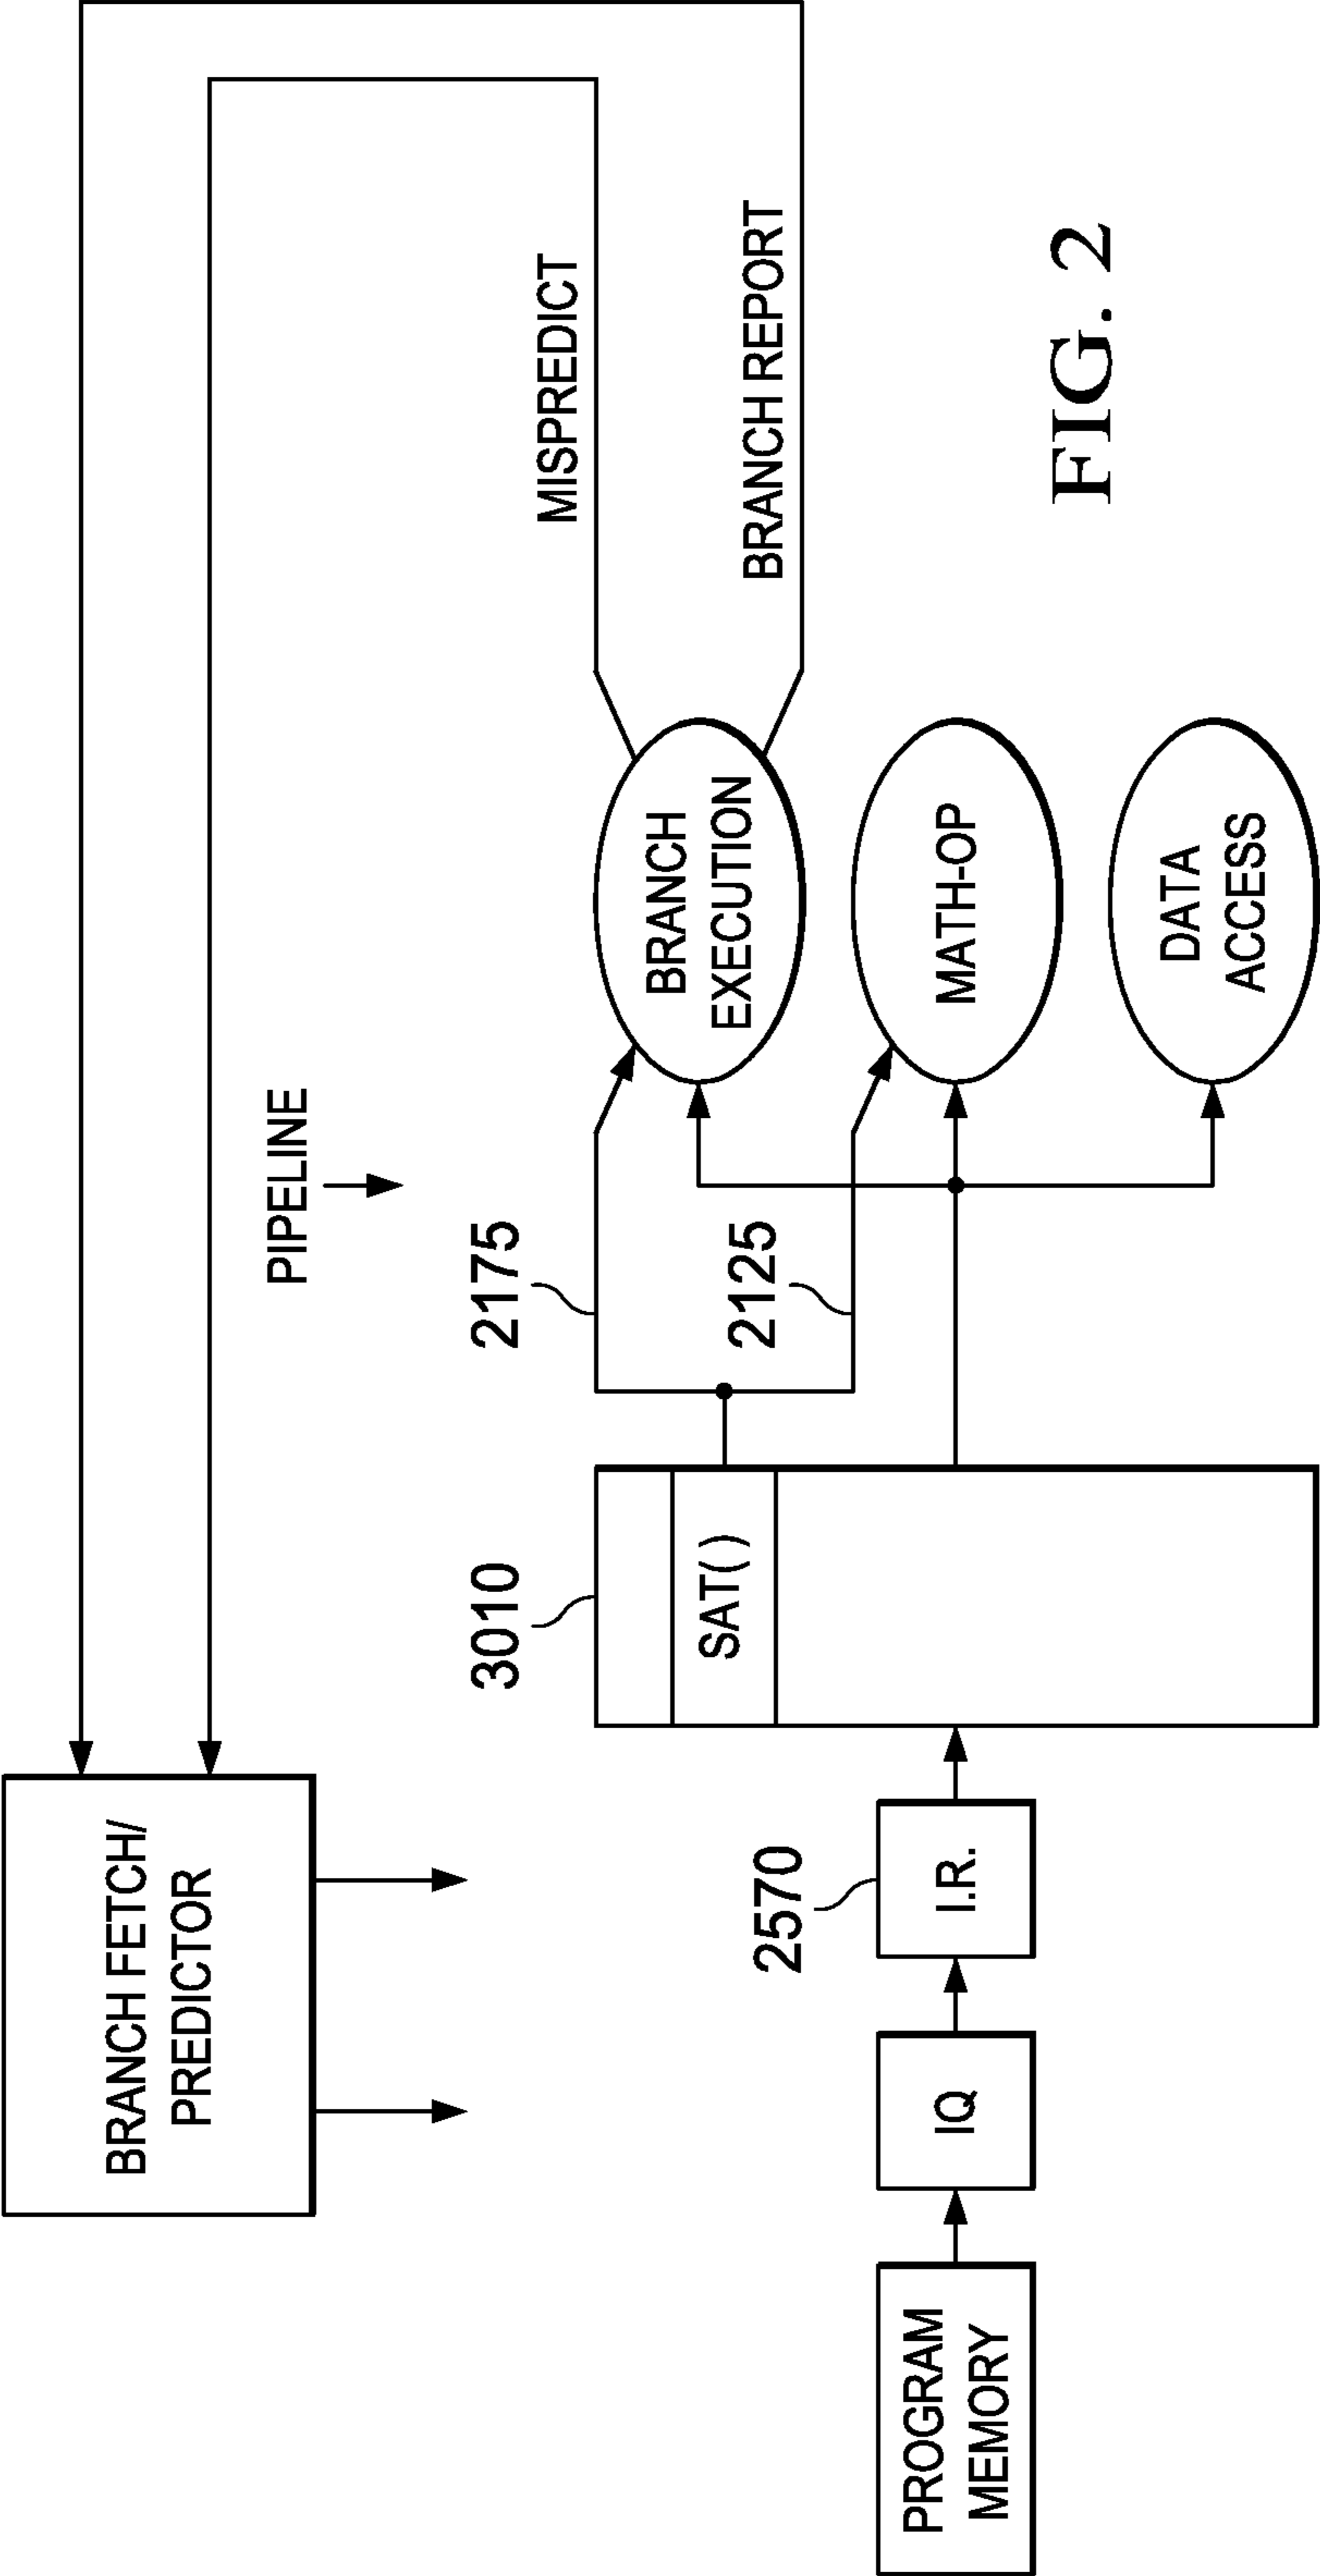 BRANCH FETCH/
PREDICTOR
PIPELINE
MISPREDICT
BRANCH REPORT
3010
2175
2125
SAT( )
BRANCH
EXECUTION
2570
PROGRAM
MEMORY
IQ
I.R.
MATH-OP
DATA
ACCESS
FIG. 2